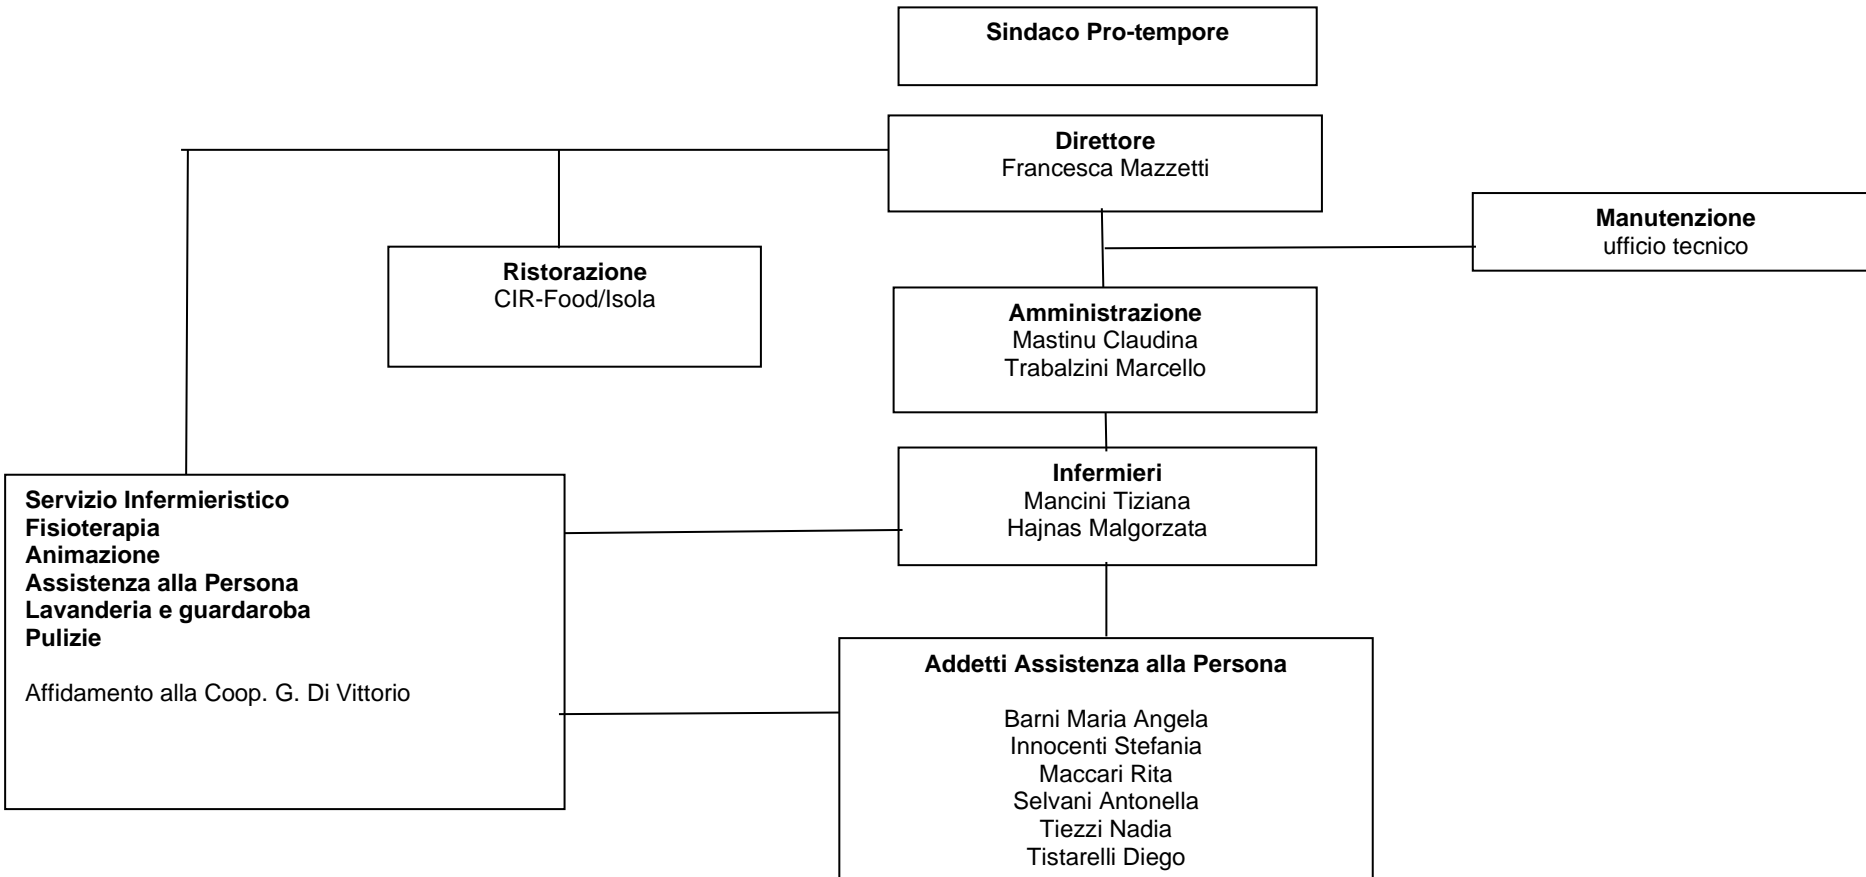 Sindaco Pro-tempore
Direttore
Francesca Mazzetti
Manutenzione
ufficio tecnico
Ristorazione
CIR-Food/Isola
Amministrazione
Mastinu Claudina
Trabalzini Marcello
Infermieri
Mancini Tiziana
Hajnas Malgorzata
Servizio Infermieristico
Fisioterapia
Animazione
Assistenza alla Persona
Lavanderia e guardaroba
Pulizie
Affidamento alla Coop. G. Di Vittorio
Addetti Assistenza alla Persona
Barni Maria Angela
Innocenti Stefania
Maccari Rita
Selvani Antonella
Tiezzi Nadia
Tistarelli Diego